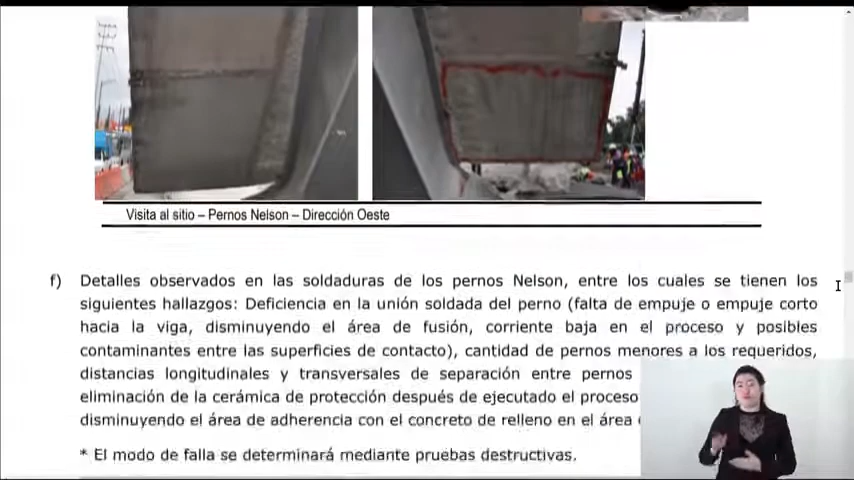 Visita al sitio – Pernos Nelson – Dirección Oeste
f) Detalles observados en las soldaduras de los pernos Nelson, entre los cuales se tienen los
siguientes hallazgos: Deficiencia en la unión soldada del perno (falta de empuje o empuje corto
hacia la viga, disminuyendo el área de fusión, corriente baja en el proceso y posibles
contaminantes entre las superficies de contacto), cantidad de pernos menores a los requeridos,
distancias longitudinales y transversales de separación entre pernos
eliminación de la cerámica de protección después de ejecutado el proceso
disminuyendo el área de adherencia con el concreto de relleno en el área
* El modo de falla se determinará mediante pruebas destructivas.